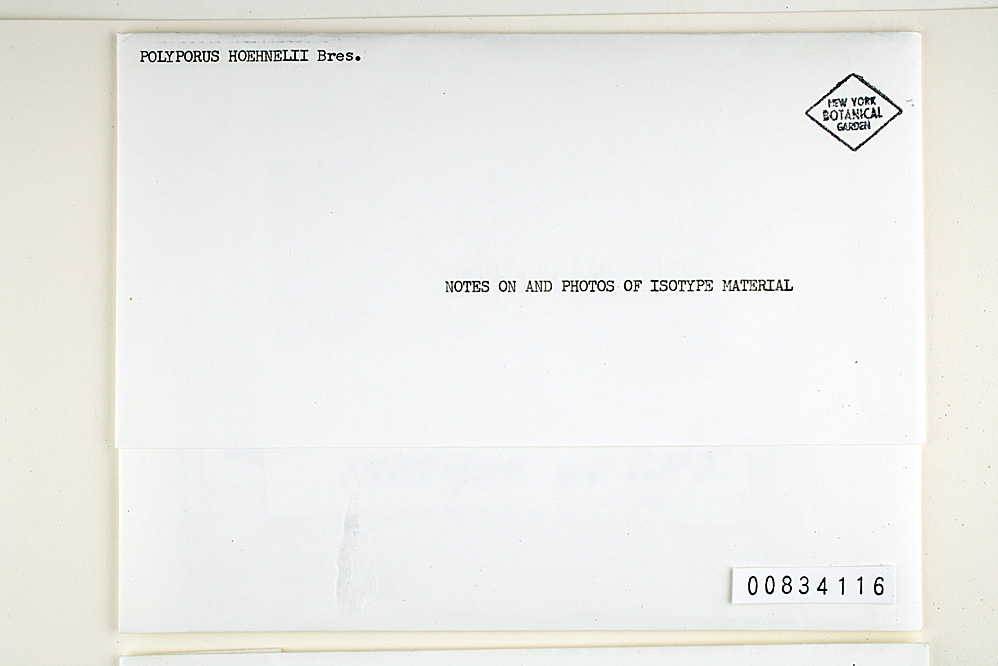 POLYPORUS HOEHNELII Bres.
NEW YORK
BOTANICAL
GARDEN
NOTES ON AND PHOTOS OF ISOTYPE MATERIAL
00834116